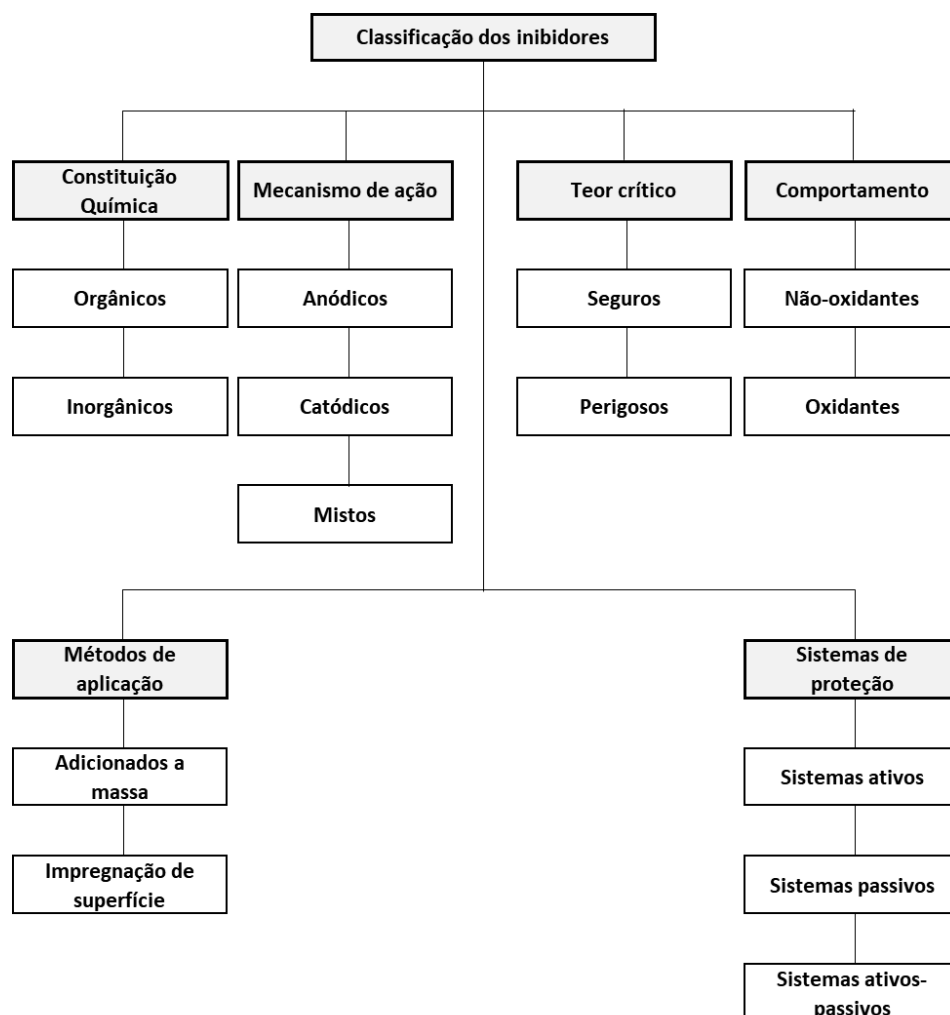 Classificação dos inibidores
Constituição
Química
Mecanismo de ação
Teor crítico
Comportamento
Orgânicos
Anódicos
Seguros
Não-oxidantes
Inorgânicos
Catódicos
Perigosos
Oxidantes
Mistos
Métodos de
aplicação
Sistemas de
proteção
Adicionados a
massa
Sistemas ativos
Impregnação de
superfície
Sistemas passivos
Sistemas ativos-
passivos